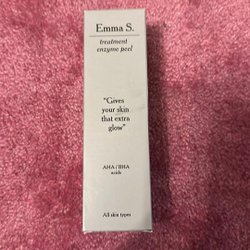 Emma S.
treatment
enzyme peel
"Gives
your skin
that extra
glow"
AHA / BHA
acids
All skin types